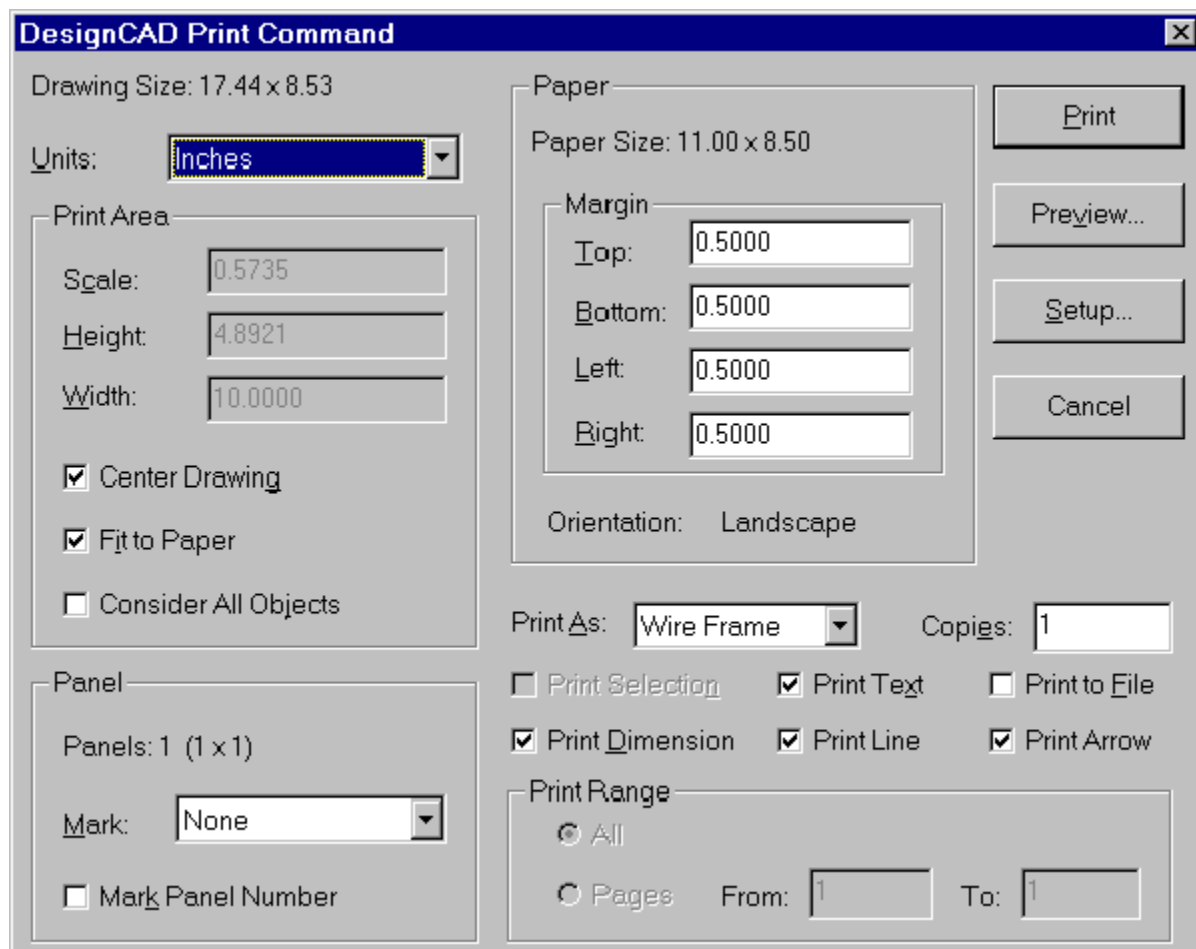 DesignCAD Print Command
Drawing Size: 17.44 x 8.53
Units: Inches
Print Area
Scale: 0.5735
Height: 4.8921
Width: 10.0000
Center Drawing
Fit to Paper
Consider All Objects
Panel
Panels: 1 (1 x 1)
Mark: None
Mark Panel Number
Paper
Paper Size: 11.00 x 8.50
Margin
Top: 0.5000
Bottom: 0.5000
Left: 0.5000
Right: 0.5000
Orientation: Landscape
Print
Preview...
Setup...
Cancel
Print As: Wire Frame Copies: 1
Print Selection Print Text Print to File
Print Dimension Print Line Print Arrow
Print Range
All
Pages From: 1 To: 1